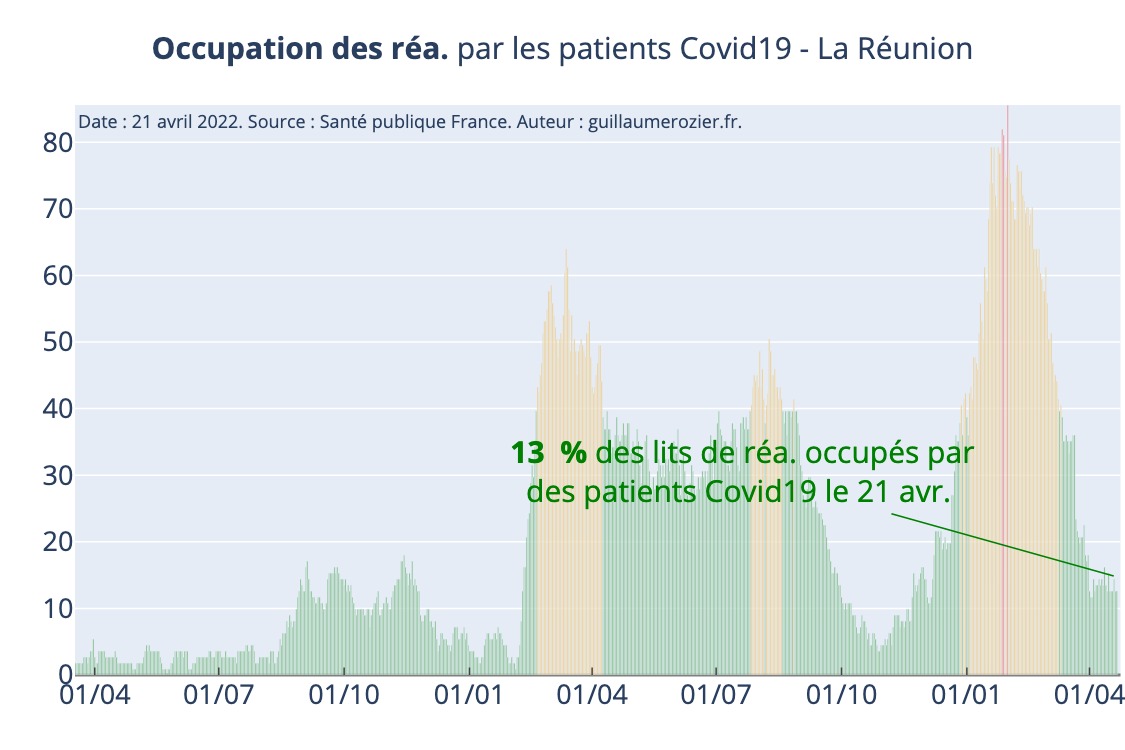 Occupation des réa. par les patients Covid19 - La Réunion
Date : 21 avril 2022. Source : Santé publique France. Auteur : guillaumerozier.fr.
80
70
60
50
40
30
20
10
0
13 % des lits de réa. occupés par
des patients Covid19 le 21 avr.
01/04 01/07 01/10 01/01 01/04 01/07 01/10 01/01 01/04